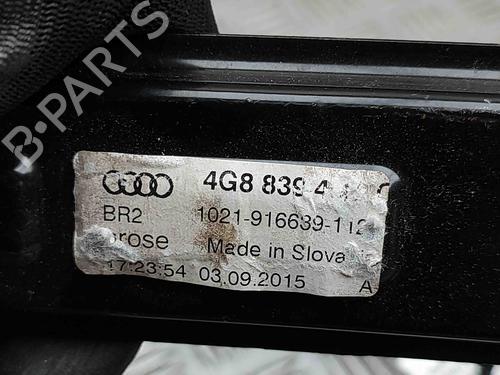 B-PARTS
4G8 839 4
BR2 1021-916639-112
rose Made in Slova
17:23:54 03.09.2015 A